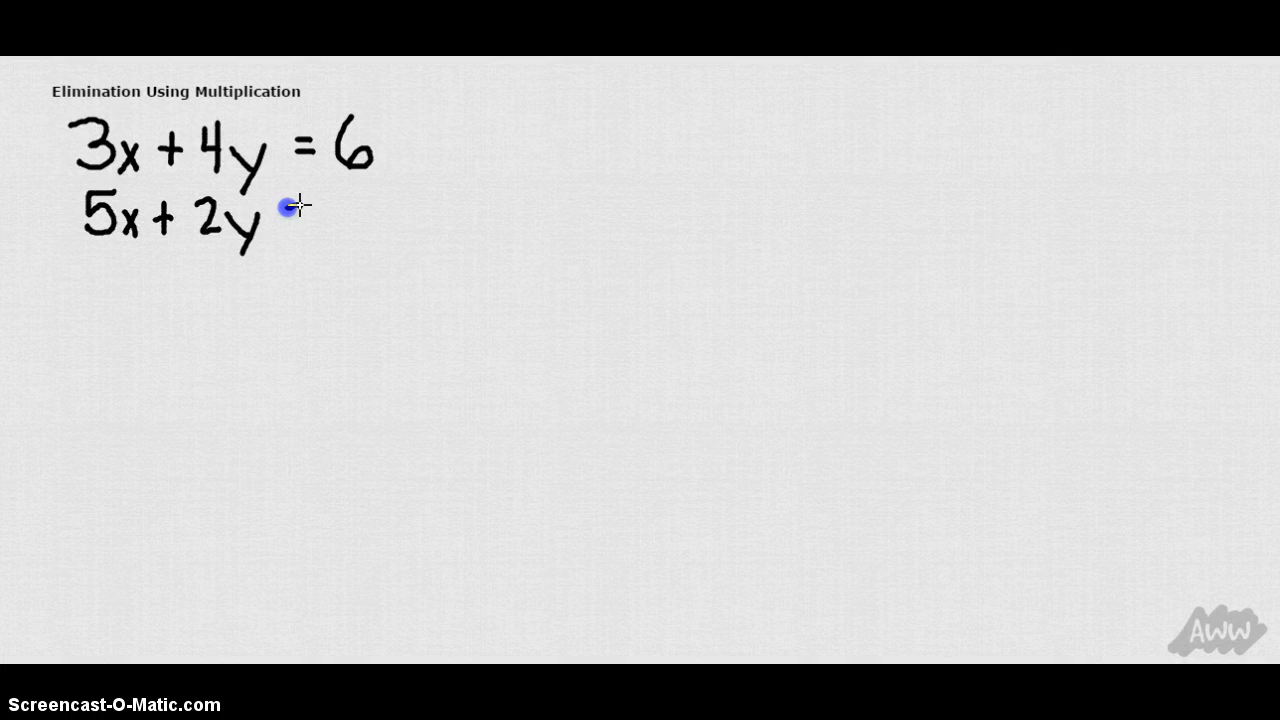 Elimination Using Multiplication
3x + 4y = 6
5x + 2y
AWW
Screencast-O-Matic.com